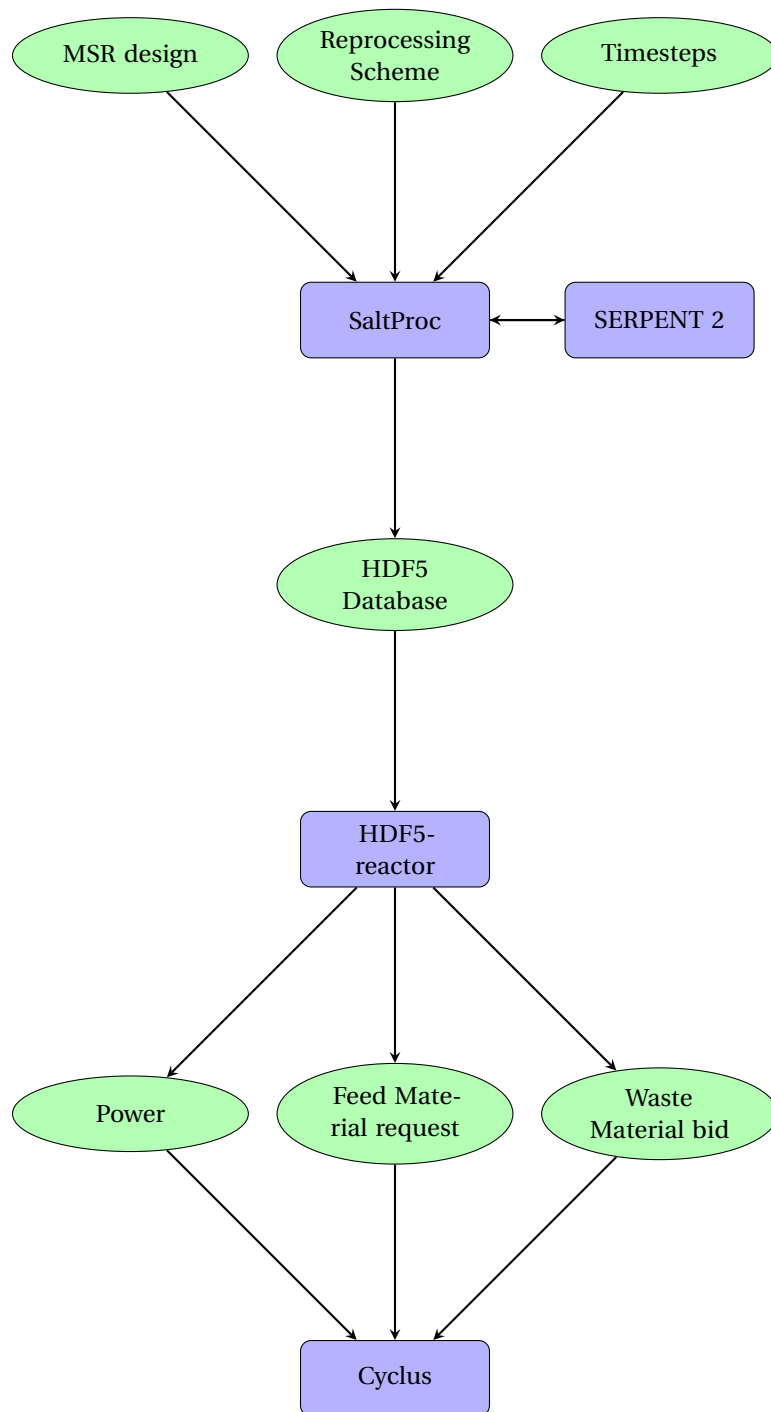 MSR design
Reprocessing
Scheme
Timesteps
SaltProc
SERPENT 2
HDF5
Database
HDF5-
reactor
Power
Feed Mate-
rial request
Waste
Material bid
Cyclus